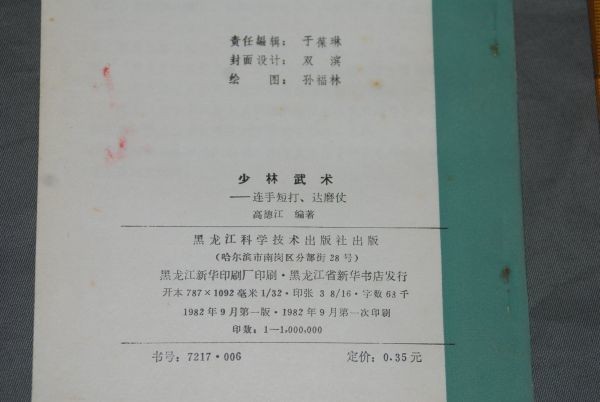 责任编辑：于葆琳
封面设计：双滨
绘图：孙福林
少林武术
——连手短打、达磨仗
高德江 编著
黑龙江科学技术出版社出版
（哈尔滨市南岗区分部街28号）
黑龙江新华印刷厂印刷·黑龙江省新华书店发行
开本787×1092毫米1/32·印张3 8/16·字数63千
1982年9月第一版·1982年9月第一次印刷
印数：1—1,000,000
书号：7217·006 定价：0.35元